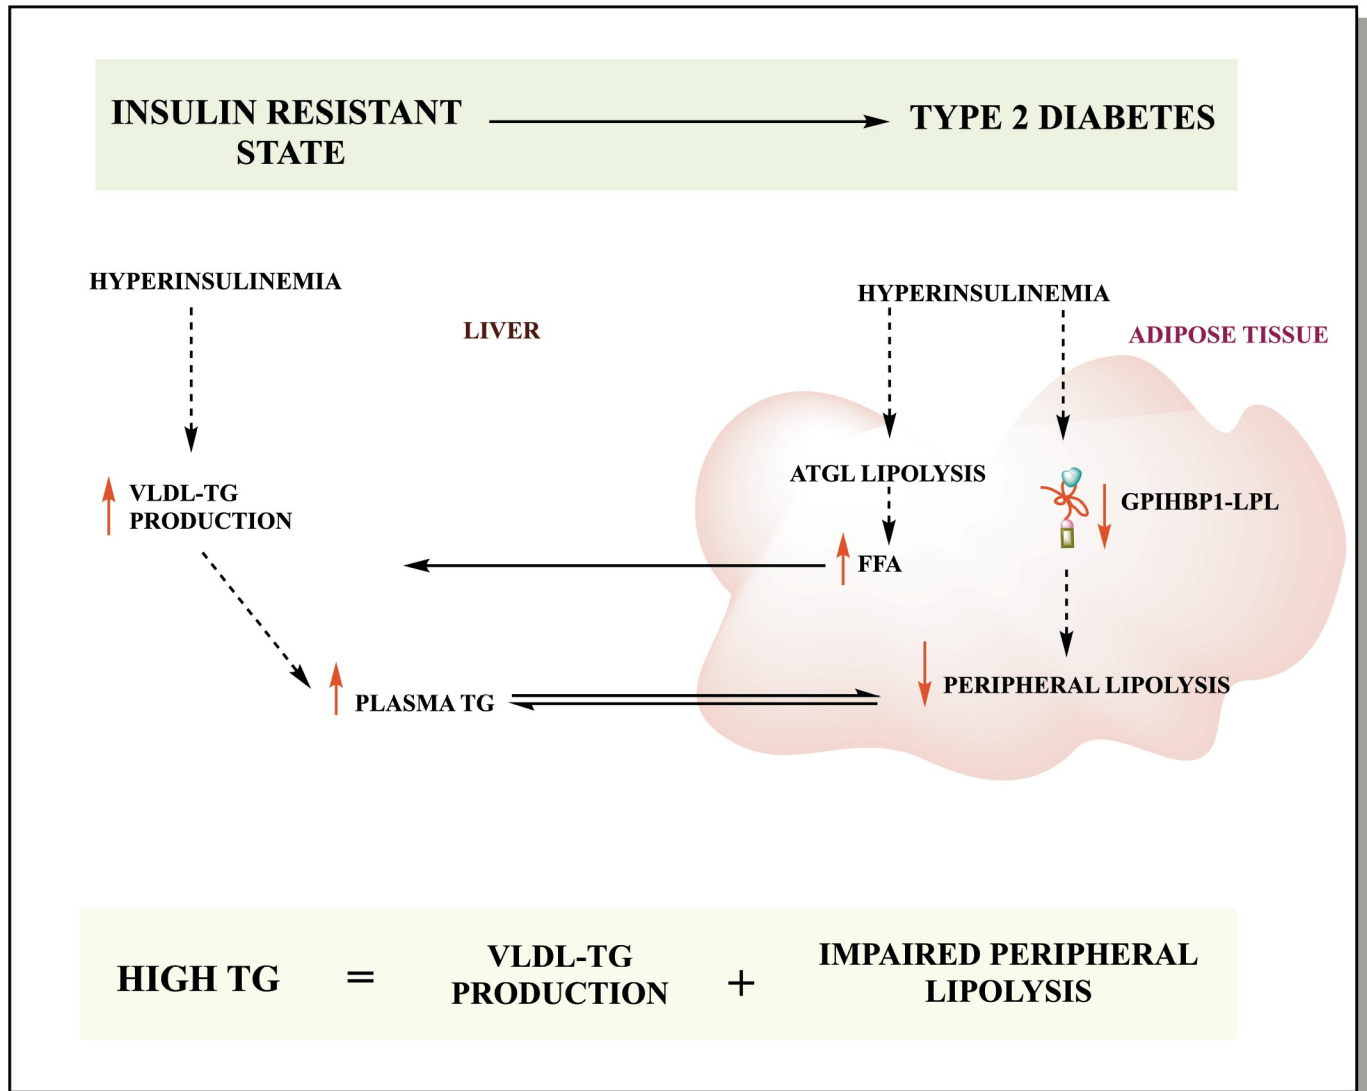 INSULIN RESISTANT
STATE
TYPE 2 DIABETES
HYPERINSULINEMIA
LIVER
HYPERINSULINEMIA
ADIPOSE TISSUE
VLDL-TG
PRODUCTION
ATGL LIPOLYSIS
GPIHBP1-LPL
FFA
PLASMA TG
PERIPHERAL LIPOLYSIS
HIGH TG
=
VLDL-TG
PRODUCTION
+
IMPAIRED PERIPHERAL
LIPOLYSIS